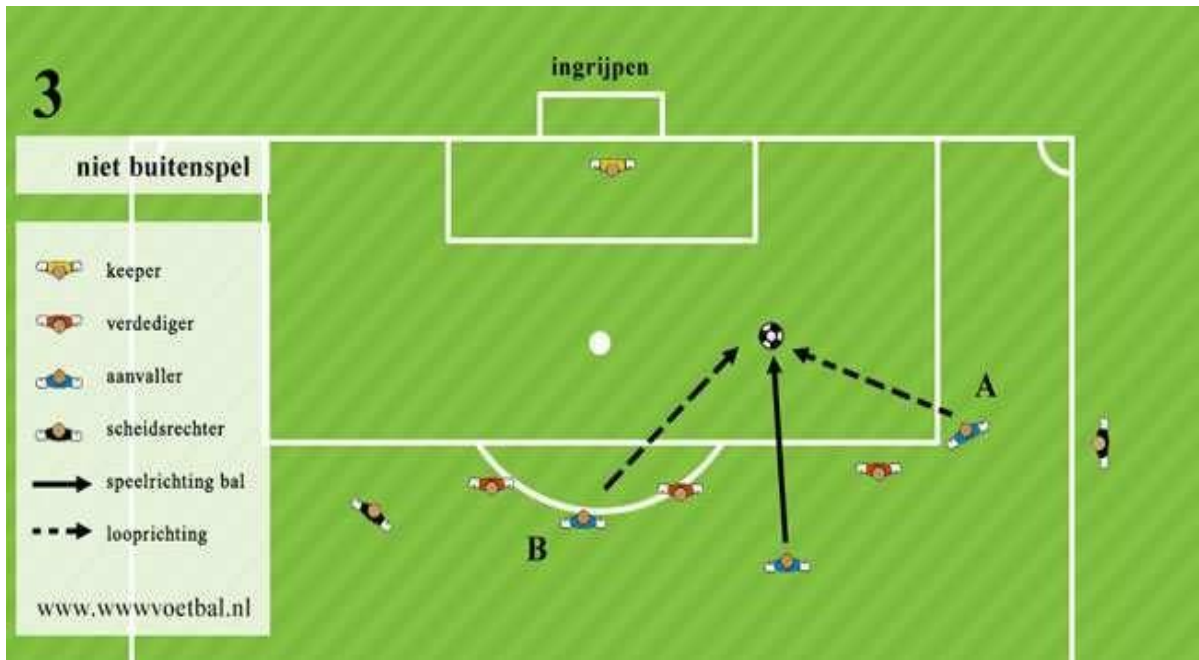 ingrijpen
3
niet buitenspel
keeper
verdediger
aanvaller
scheidsrechter
speelrichting bal
looprichting
www.wwwvoetbal.nl
A
B